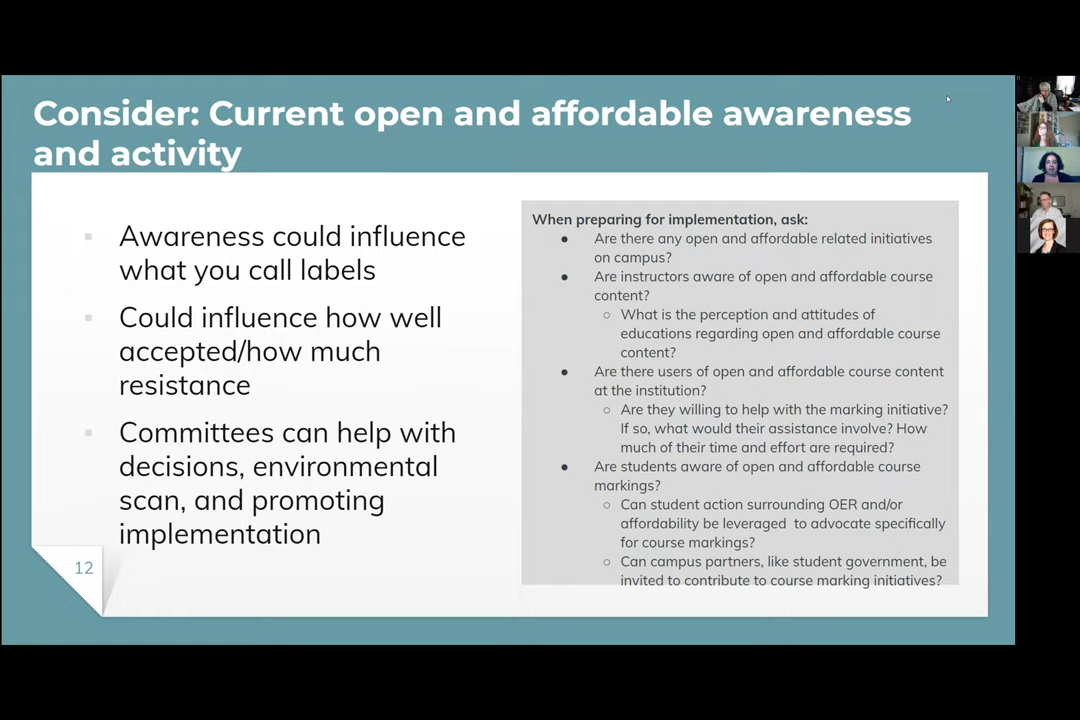 Consider: Current open and affordable awareness
and activity
▪ Awareness could influence
what you call labels
▪ Could influence how well
accepted/how much
resistance
▪ Committees can help with
decisions, environmental
scan, and promoting
implementation
12
When preparing for implementation, ask:
● Are there any open and affordable related initiatives
on campus?
● Are instructors aware of open and affordable course
content?
○ What is the perception and attitudes of
educations regarding open and affordable course
content?
● Are there users of open and affordable course content
at the institution?
○ Are they willing to help with the marking initiative?
If so, what would their assistance involve? How
much of their time and effort are required?
● Are students aware of open and affordable course
markings?
○ Can student action surrounding OER and/or
affordability be leveraged to advocate specifically
for course markings?
○ Can campus partners, like student government, be
invited to contribute to course marking initiatives?